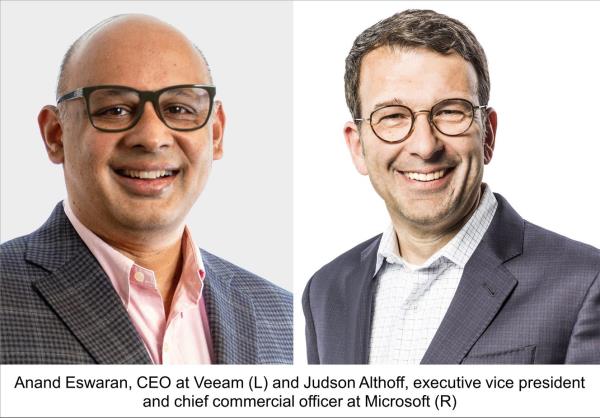 Anand Eswaran, CEO at Veeam (L) and Judson Althoff, executive vice president
and chief commercial officer at Microsoft (R)